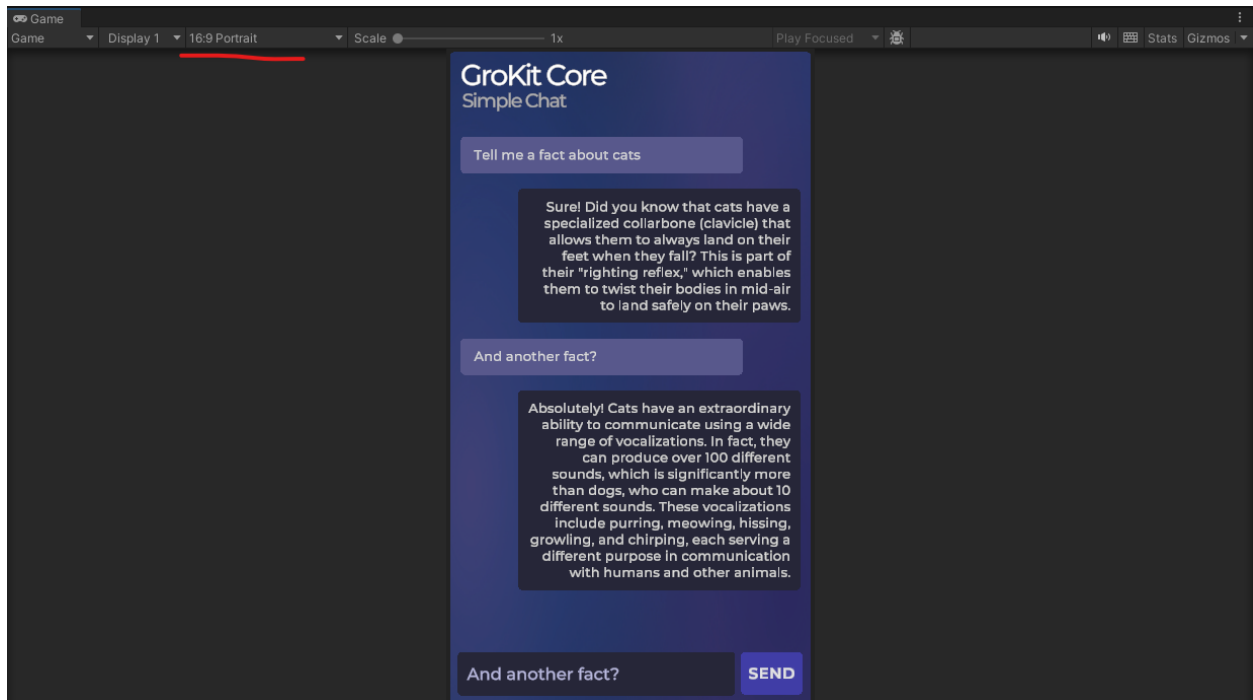 Game
Game Display 1 16:9 Portrait Scale 1x Play Focused Stats Gizmos
GroKit Core
Simple Chat
Tell me a fact about cats
Sure! Did you know that cats have a
specialized collarbone (clavicle) that
allows them to always land on their
feet when they fall? This is part of
their "righting reflex," which enables
them to twist their bodies in mid-air
to land safely on their paws.
And another fact?
Absolutely! Cats have an extraordinary
ability to communicate using a wide
range of vocalizations. In fact, they
can produce over 100 different
sounds, which is significantly more
than dogs, who can make about 10
different sounds. These vocalizations
include purring, meowing, hissing,
growling, and chirping, each serving a
different purpose in communication
with humans and other animals.
And another fact? SEND